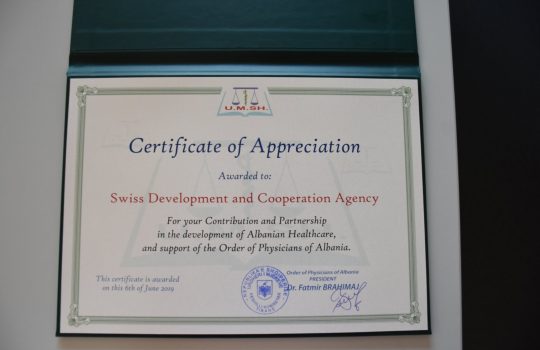 U.M.SH.
Certificate of Appreciation
Awarded to:
Swiss Development and Cooperation Agency
For your Contribution and Partnership
in the development of Albanian Healthcare,
and support of the Order of Physicians of Albania.
This certificate is awarded
on this 6th of June 2019
Order of Physicians of Albania
PRESIDENT
Dr. Fatmir BRAHIMAJ